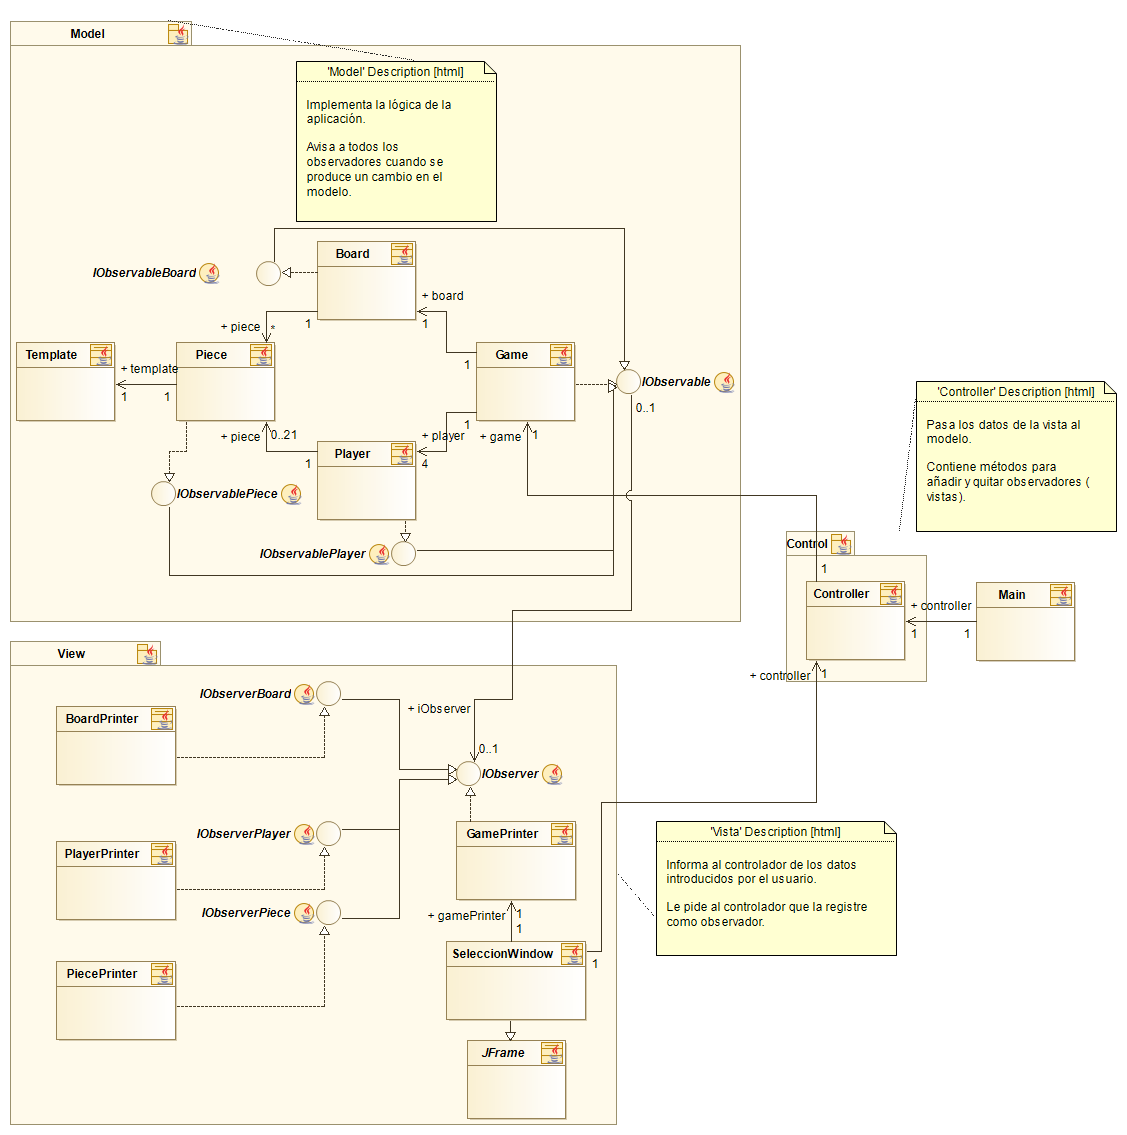 Model
'Model' Description [html]
Implementa la lógica de la
aplicación.
Avisa a todos los
observadores cuando se
produce un cambio en el
modelo.
IObservableBoard
Board
+ board
+ piece
*
1
1
Template
Piece
+ template
1
1
Game
1
IObservable
0..1
+ piece
0..21
1
Player
+ player
4
1
+ game
1
IObservablePiece
IObservablePlayer
'Controller' Description [html]
Pasa los datos de la vista al
modelo.
Contiene métodos para
añadir y quitar observadores (
vistas).
Control
1
Controller
+ controller
1
1
Main
+ controller
1
View
IObserverBoard
BoardPrinter
+ iObserver
0..1
IObserver
IObserverPlayer
PlayerPrinter
GamePrinter
IObserverPiece
+ gamePrinter
1
1
PiecePrinter
SeleccionWindow
1
JFrame
'Vista' Description [html]
Informa al controlador de los datos
introducidos por el usuario.
Le pide al controlador que la registre
como observador.